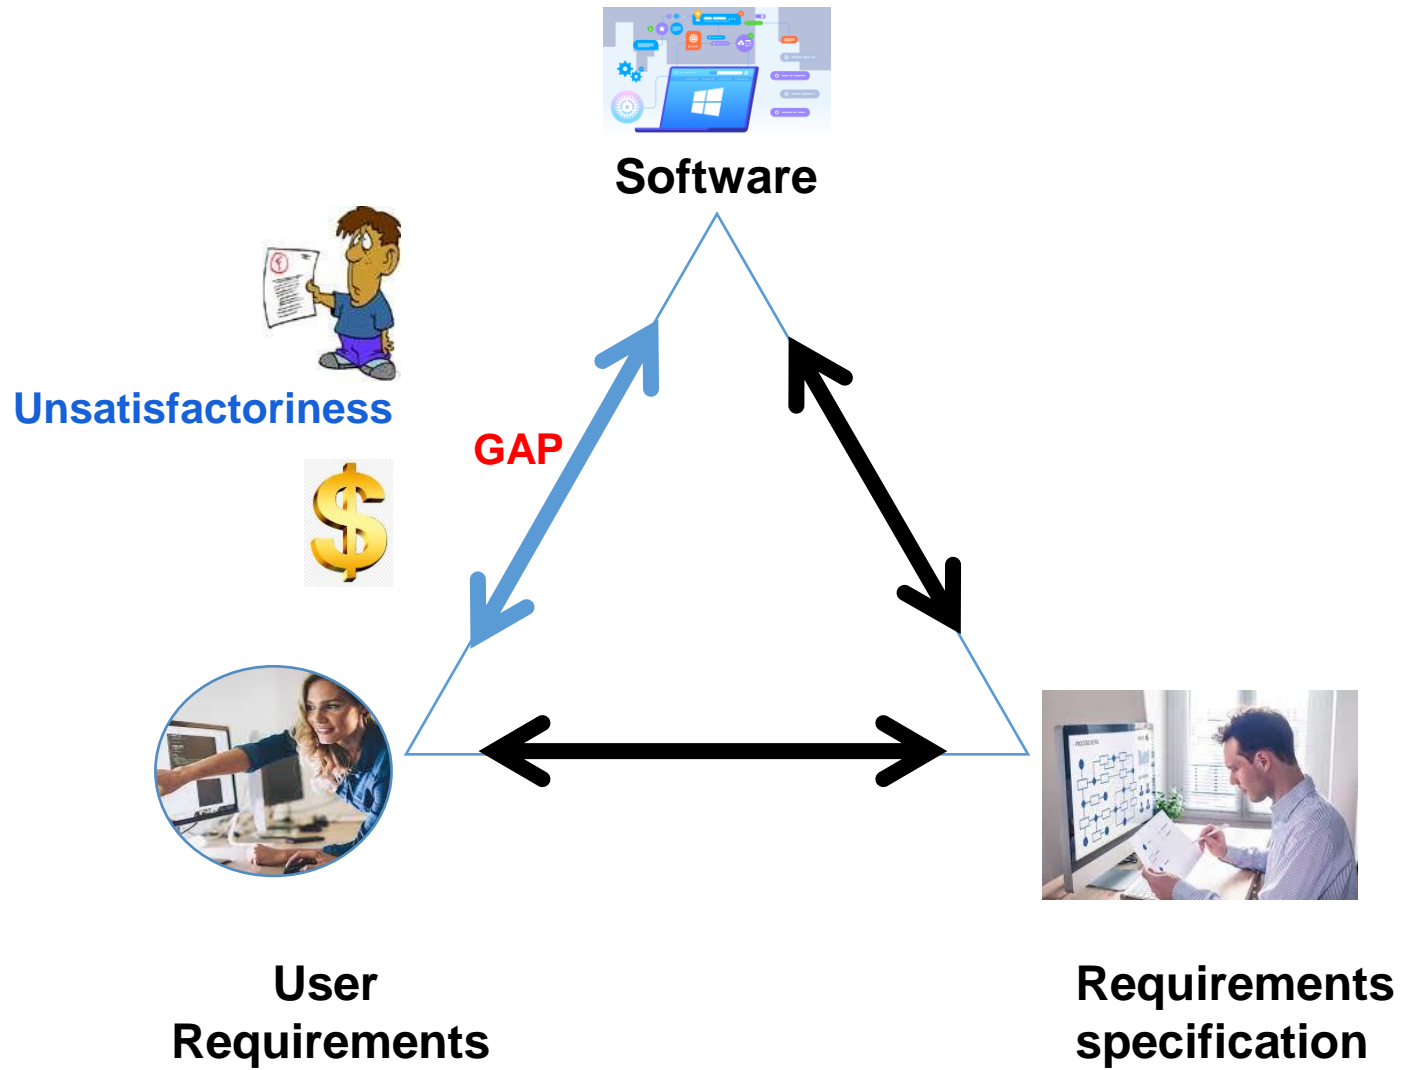 Software
Unsatisfactoriness
GAP
User
Requirements
Requirements
specification